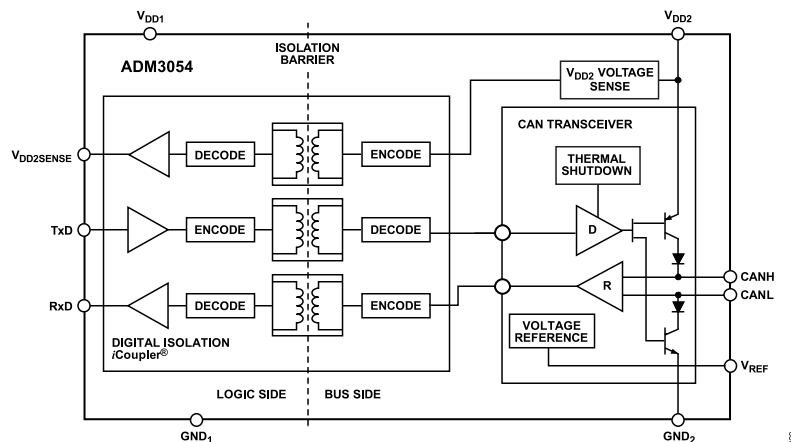 VDD1
VDD2
ADM3054
ISOLATION
BARRIER
VDD2 VOLTAGE
SENSE
CAN TRANSCEIVER
VDD2SENSE
DECODE
ENCODE
THERMAL
SHUTDOWN
TxD
ENCODE
DECODE
D
CANH
CANL
RxD
DECODE
ENCODE
R
DIGITAL ISOLATION
iCoupler®
VOLTAGE
REFERENCE
VREF
LOGIC SIDE
BUS SIDE
GND1
GND2